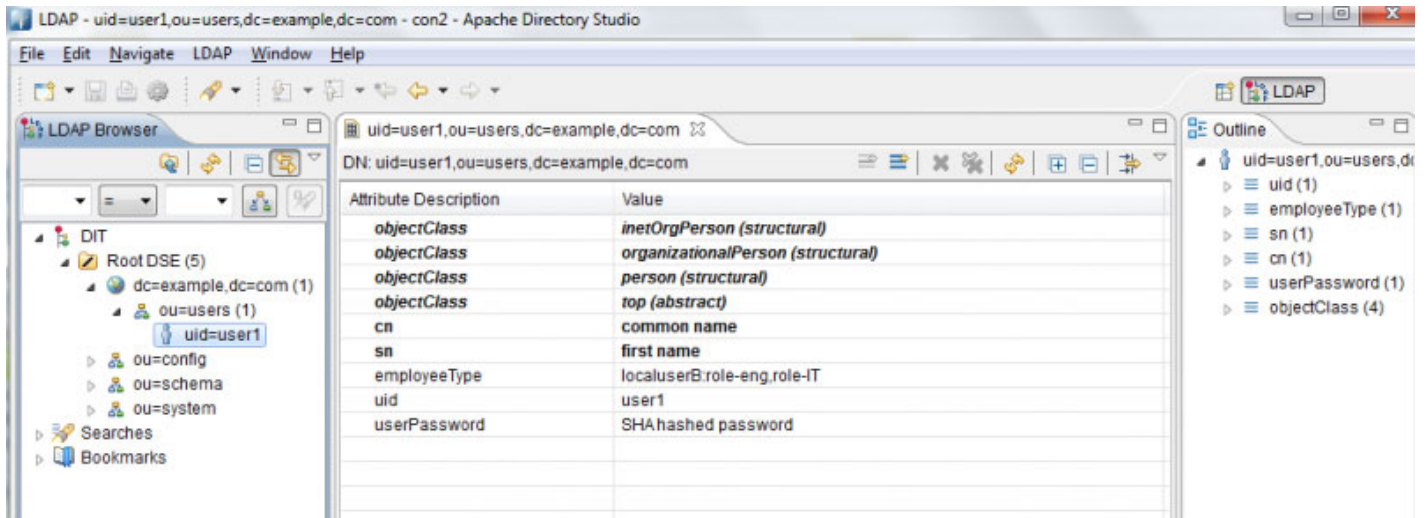 LDAP - uid=user1,ou=users,dc=example,dc=com - con2 - Apache Directory Studio
File Edit Navigate LDAP Window Help
LDAP
LDAP Browser
uid=user1,ou=users,dc=example,dc=com
Outline
DN: uid=user1,ou=users,dc=example,dc=com
=
DIT
Root DSE (5)
dc=example,dc=com (1)
ou=users (1)
uid=user1
ou=config
ou=schema
ou=system
Searches
Bookmarks
Attribute Description Value
objectClass inetOrgPerson (structural)
objectClass organizationalPerson (structural)
objectClass person (structural)
objectClass top (abstract)
cn common name
sn first name
employeeType localuserB:role-eng,role-IT
uid user1
userPassword SHA hashed password
uid=user1,ou=users,dc
uid (1)
employeeType (1)
sn (1)
cn (1)
userPassword (1)
objectClass (4)